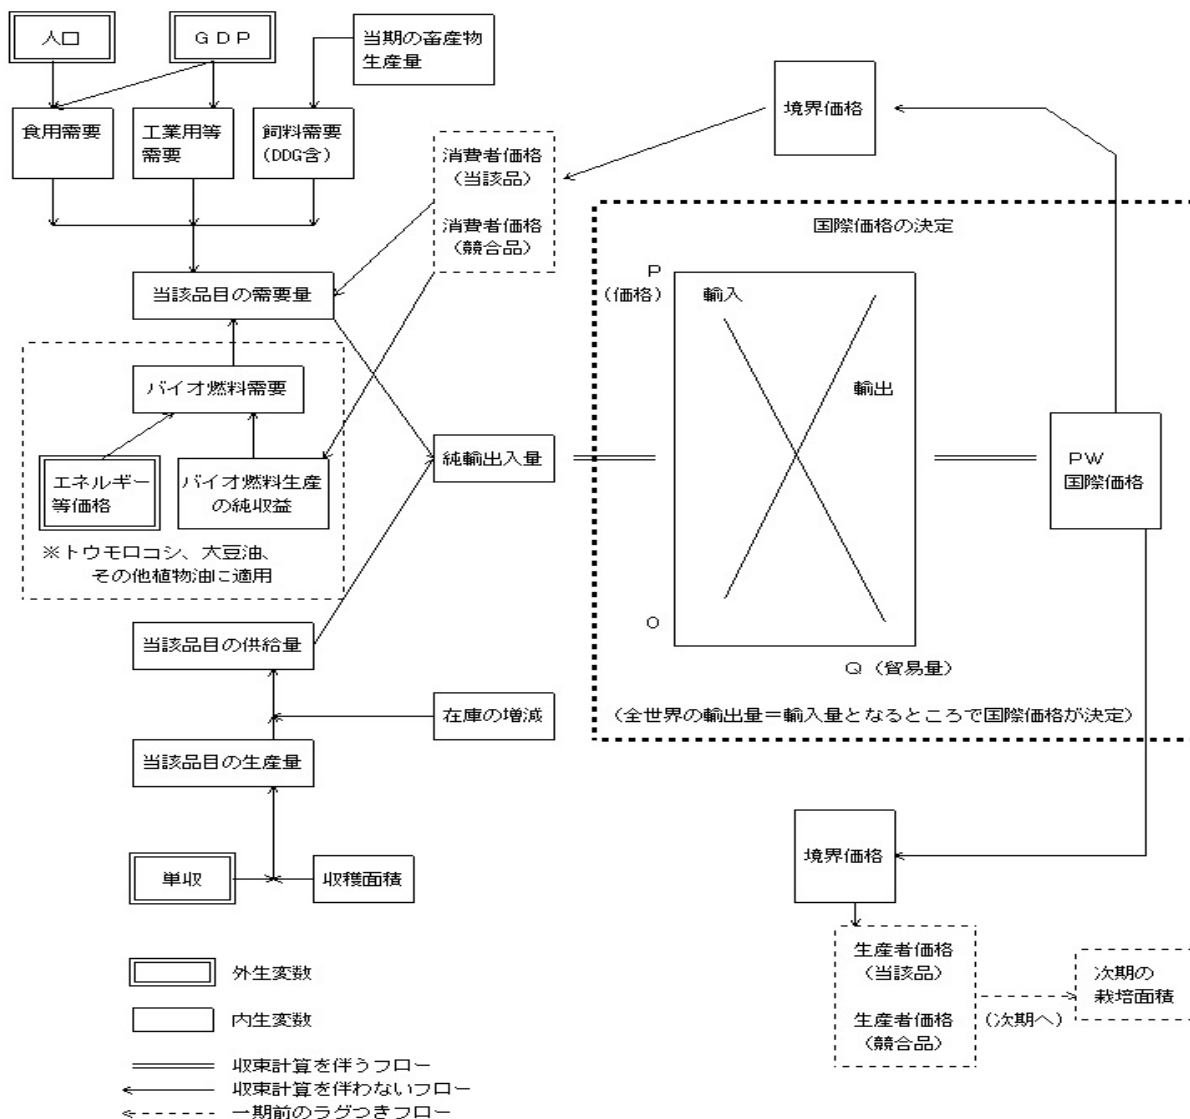 人口
ＧＤＰ
当期の畜産物
生産量
食用需要
工業用等
需要
飼料需要
(DDG含)
消費者価格
(当該品)
消費者価格
(競合品)
境界価格
当該品目の需要量
バイオ燃料需要
エネルギー
等価格
バイオ燃料生産
の純収益
※トウモロコシ、大豆油、
その他植物油に適用
純輸出入量
国際価格の決定
Ｐ
(価格)
輸入
輸出
Ｏ
Ｑ（貿易量）
(全世界の輸出量＝輸入量となるところで国際価格が決定)
ＰＷ
国際価格
当該品目の供給量
在庫の増減
当該品目の生産量
単収
収穫面積
境界価格
生産者価格
(当該品)
生産者価格
(競合品)
(次期へ)
次期の
栽培面積
外生変数
内生変数
収束計算を伴うフロー
収束計算を伴わないフロー
一期前のラグつきフロー